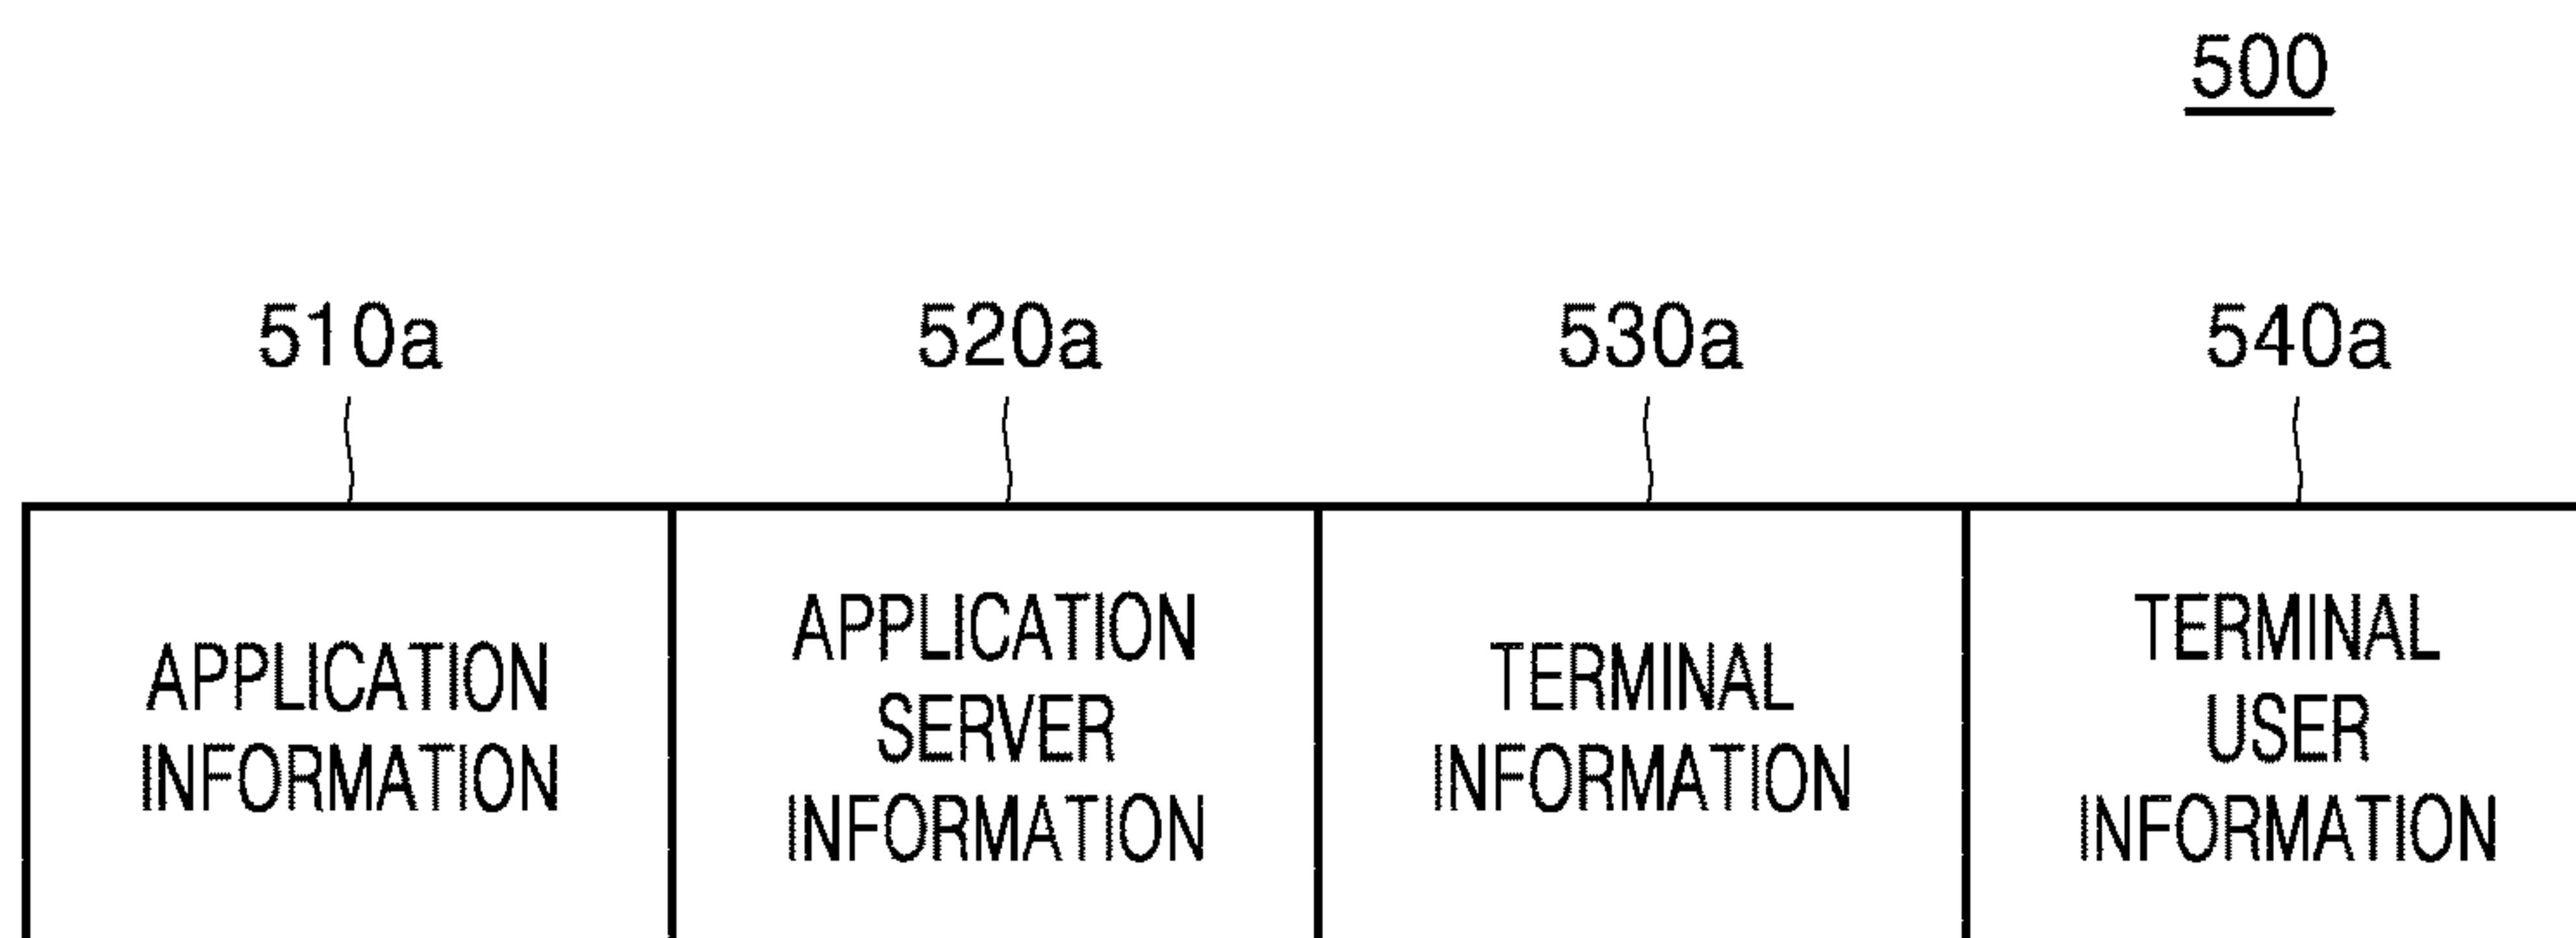 500
510a 520a 530a 540a
APPLICATION
INFORMATION
APPLICATION
SERVER
INFORMATION
TERMINAL
INFORMATION
TERMINAL
USER
INFORMATION